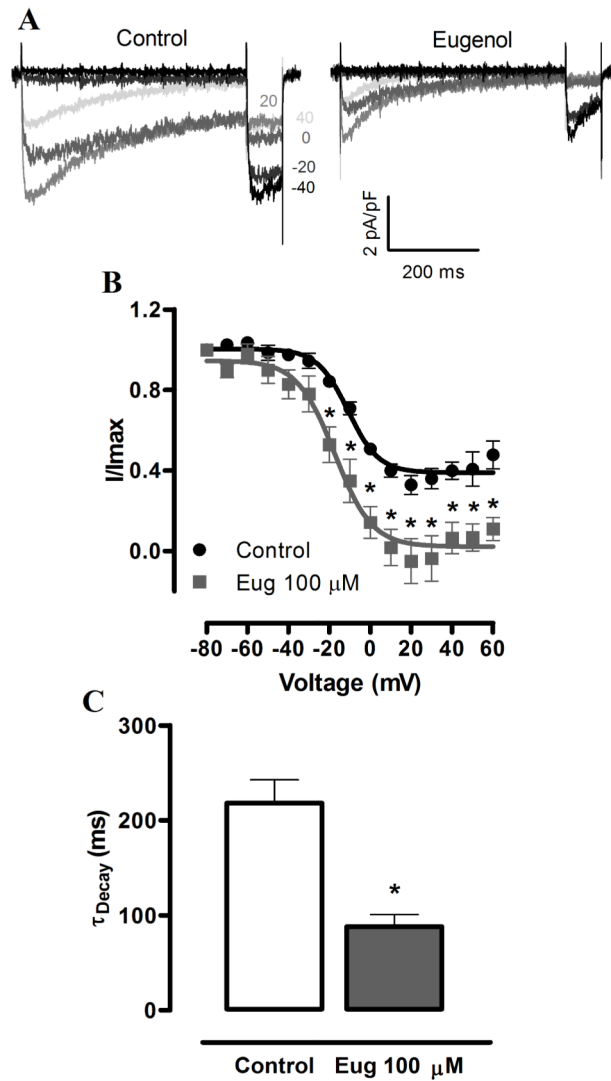 A
Control
Eugenol
20
40
0
-20
-40
2 pA/pF
200 ms
B
1.2
0.8
0.4
0.0
I/Imax
* * * * * * * * *
Control
Eug 100 μM
-80 -60 -40 -20 0 20 40 60
Voltage (mV)
C
300
200
100
0
τDecay (ms)
*
Control Eug 100 μM